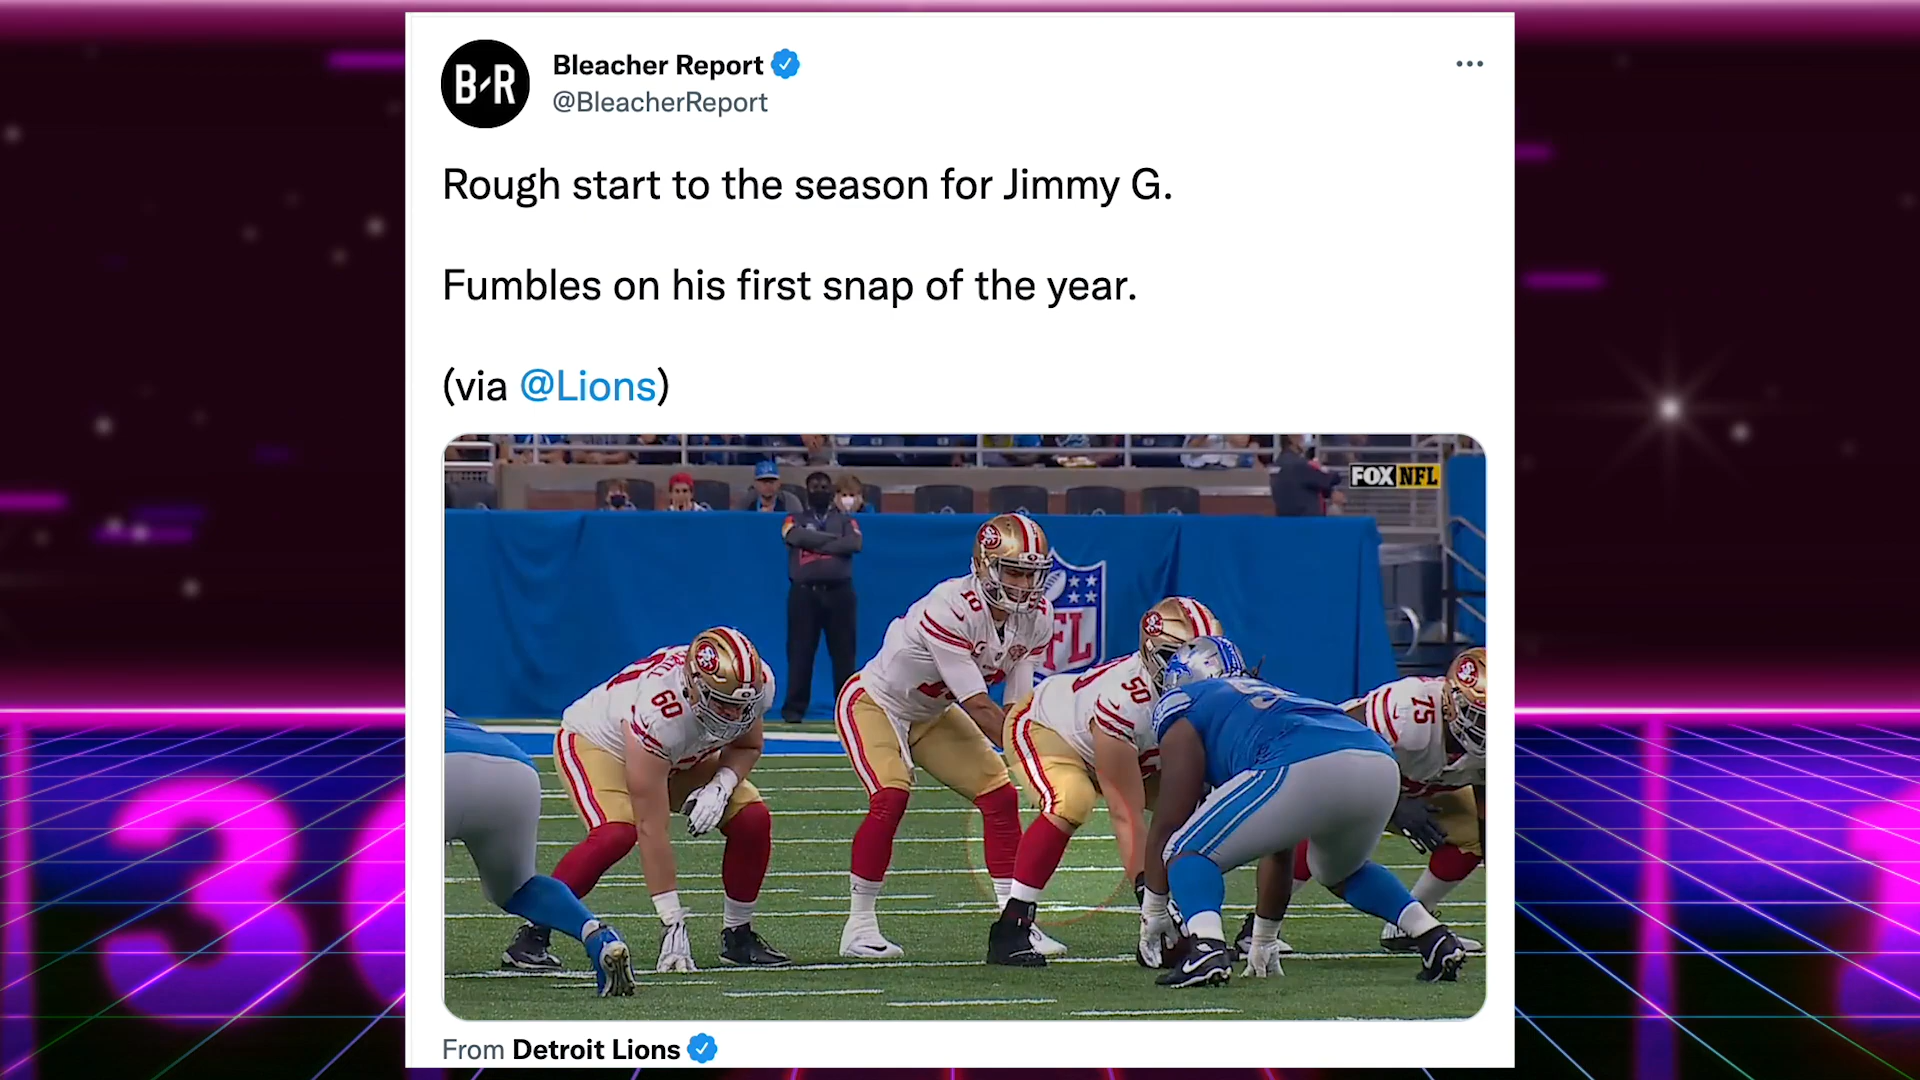 B/R
Bleacher Report
@BleacherReport
Rough start to the season for Jimmy G.
Fumbles on his first snap of the year.
(via @Lions)
FOX NFL
10
60
50
75
From Detroit Lions
3